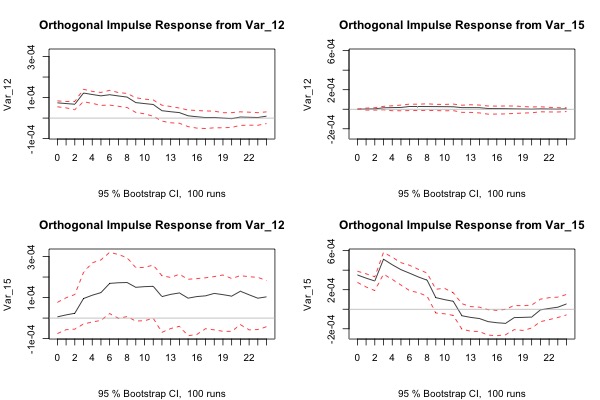 Orthogonal Impulse Response from Var_12
Var_12
-1e-04 1e-04 3e-04
0 2 4 6 8 10 13 16 19 22
95 % Bootstrap CI, 100 runs
Orthogonal Impulse Response from Var_15
Var_12
-2e-04 2e-04 6e-04
0 2 4 6 8 10 13 16 19 22
95 % Bootstrap CI, 100 runs
Orthogonal Impulse Response from Var_12
Var_15
-1e-04 1e-04 3e-04
0 2 4 6 8 10 13 16 19 22
95 % Bootstrap CI, 100 runs
Orthogonal Impulse Response from Var_15
Var_15
-2e-04 2e-04 6e-04
0 2 4 6 8 10 13 16 19 22
95 % Bootstrap CI, 100 runs